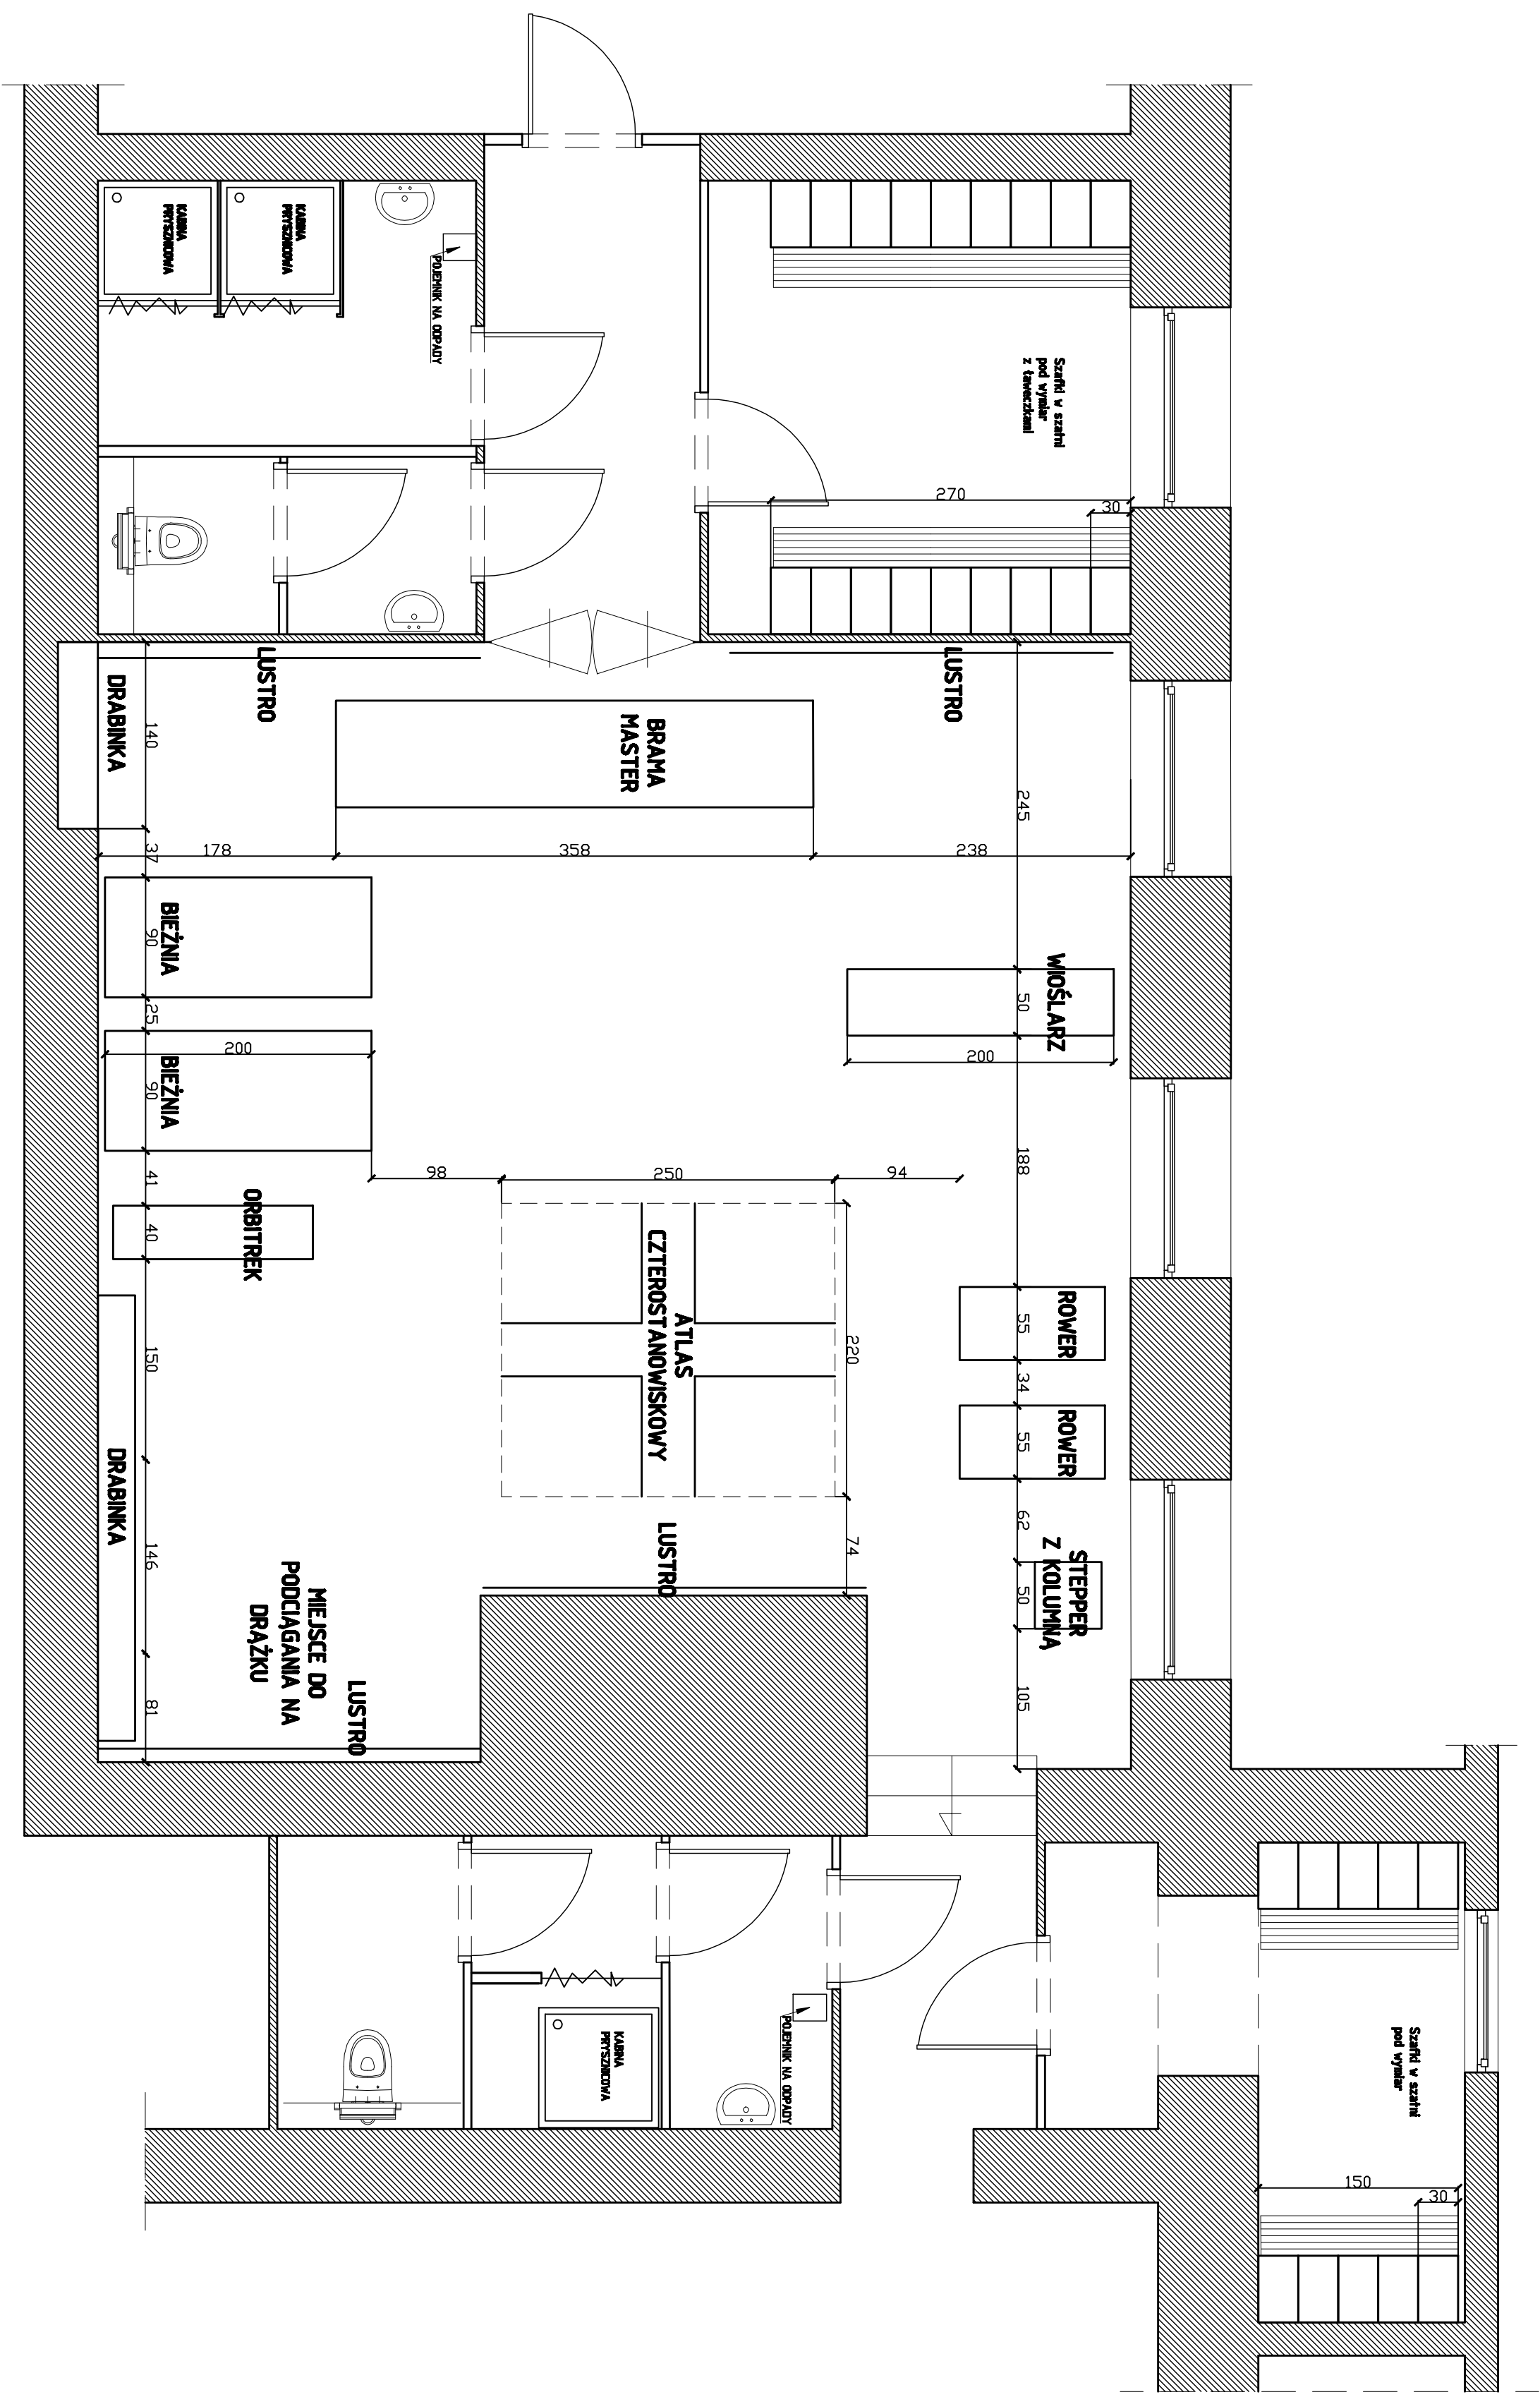 KABINA
PRYSZNICOWA
KABINA
PRYSZNICOWA
POJEMNIK NA ODPADY
Szafki w szatni
pod wymiar
z ławeczkami
270
30
LUSTRO
LUSTRO
DRABINKA
140
BRAMA
MASTER
245
37
178
358
238
BIEŻNIA
90
25
WIOŚLARZ
50
200
200
BIEŻNIA
90
41
98
250
94
188
ORBITREK
40
ATLAS
CZTEROSTANOWISKOWY
220
ROWER
55
34
ROWER
55
150
DRABINKA
146
81
MIEJSCE DO
PODCIĄGANIA NA
DRĄŻKU
LUSTRO
LUSTRO
74
62
STEPPER
Z KOLUMNĄ
50
105
KABINA
PRYSZNICOWA
POJEMNIK NA ODPADY
Szafki w szatni
pod wymiar
150
30